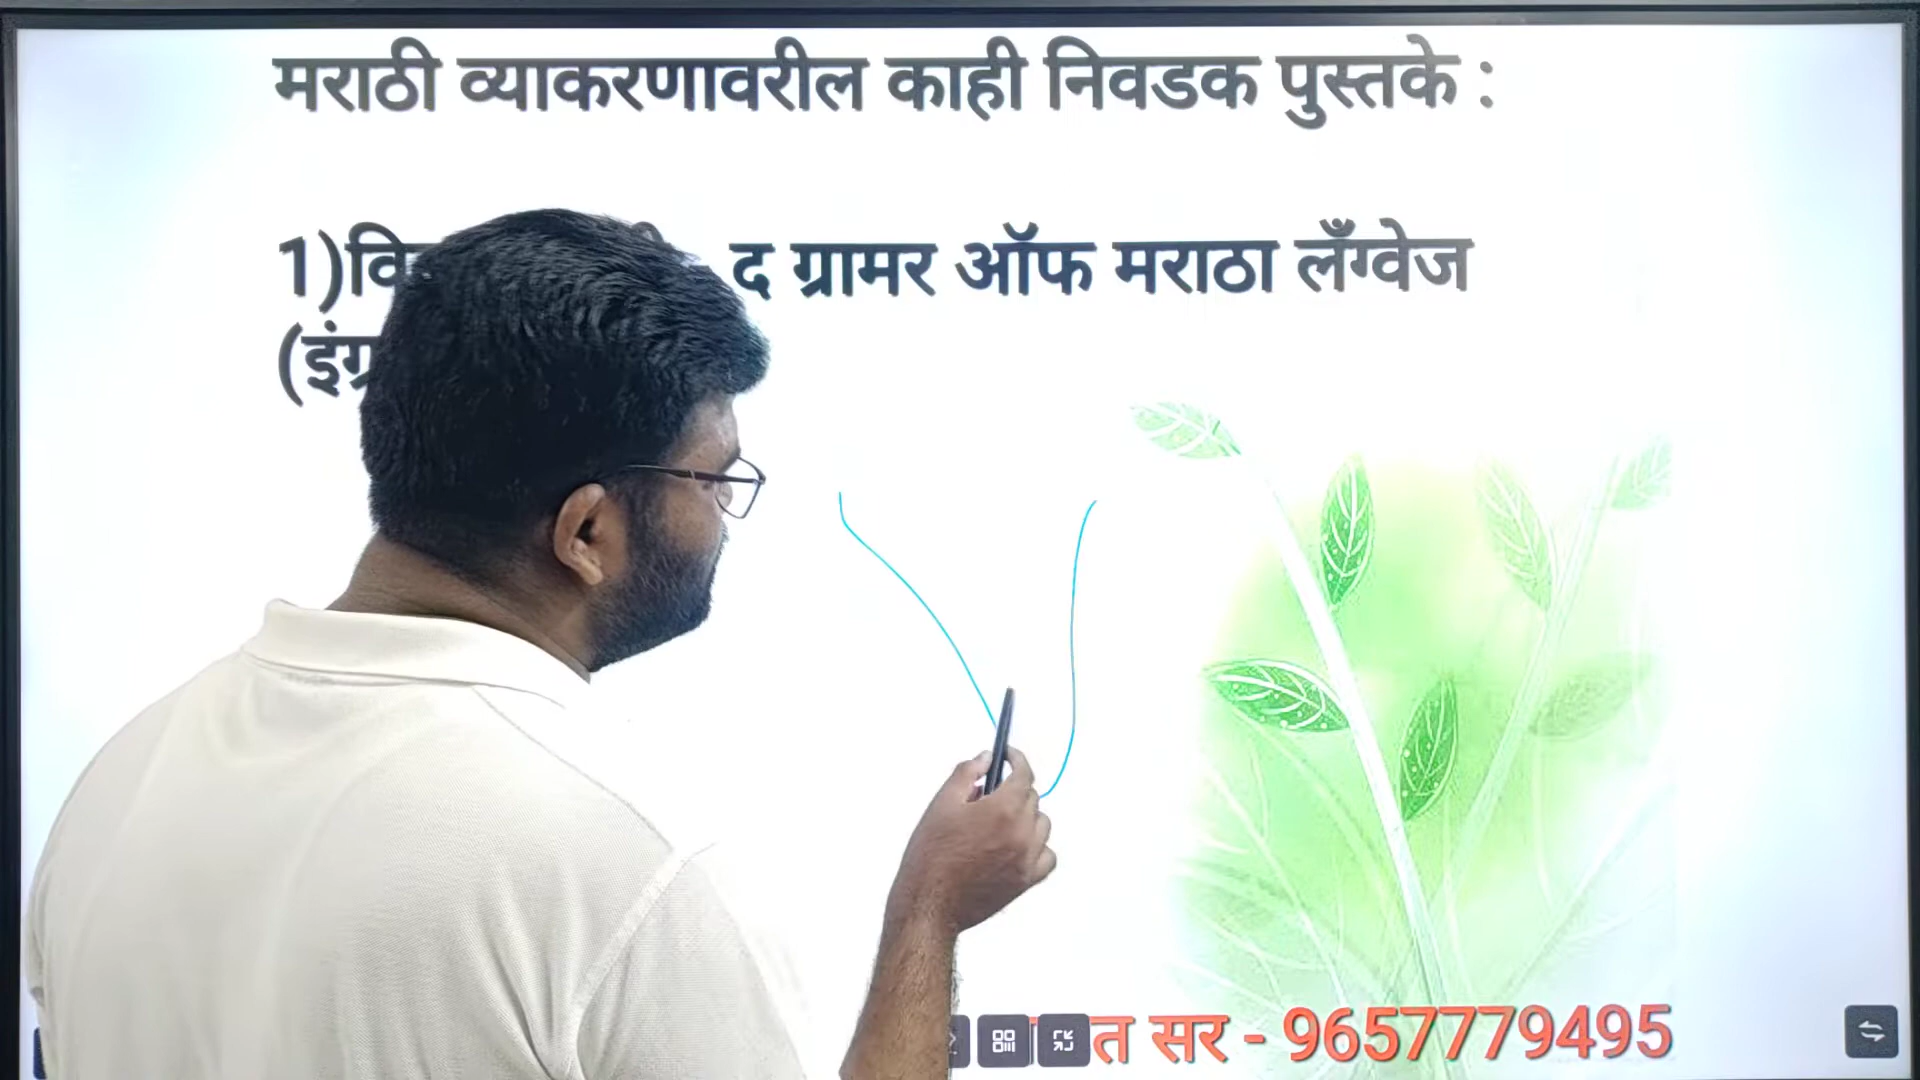 मराठी व्याकरणावरील काही निवडक पुस्तके :
1) द ग्रामर ऑफ मराठा लँग्वेज
सर - 9657779495